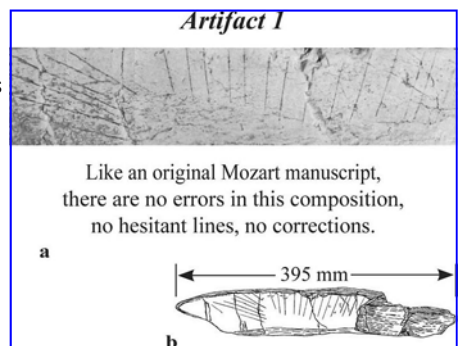 Artifact 1
Like an original Mozart manuscript,
there are no errors in this composition,
no hesitant lines, no corrections.
a
395 mm
b